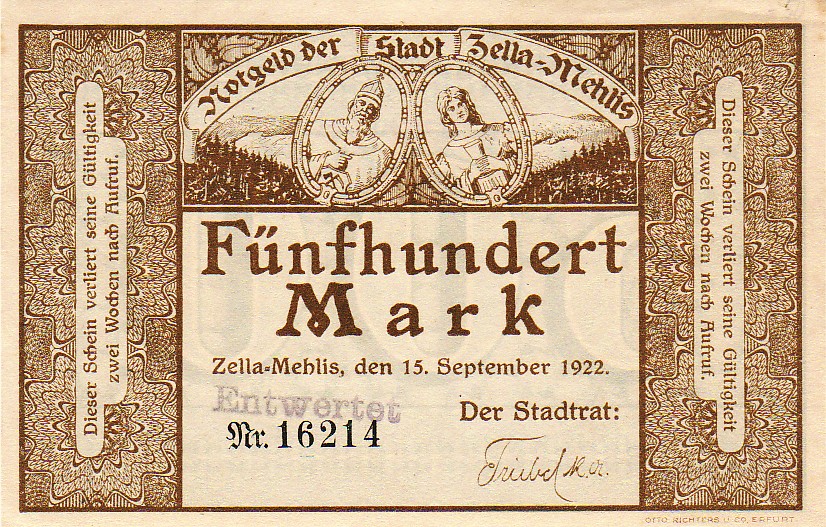 Notgeld der Stadt Zella-Mehlis
Dieser Schein verliert seine Gültigkeit
zwei Wochen nach Aufruf.
Fünfhundert
Mark
Zella-Mehlis, den 15. September 1922.
Entwertet
Der Stadtrat:
Nr. 16214
Dieser Schein verliert seine Gültigkeit
zwei Wochen nach Aufruf.
OTTO RICHTERS U. CO, ERFURT.